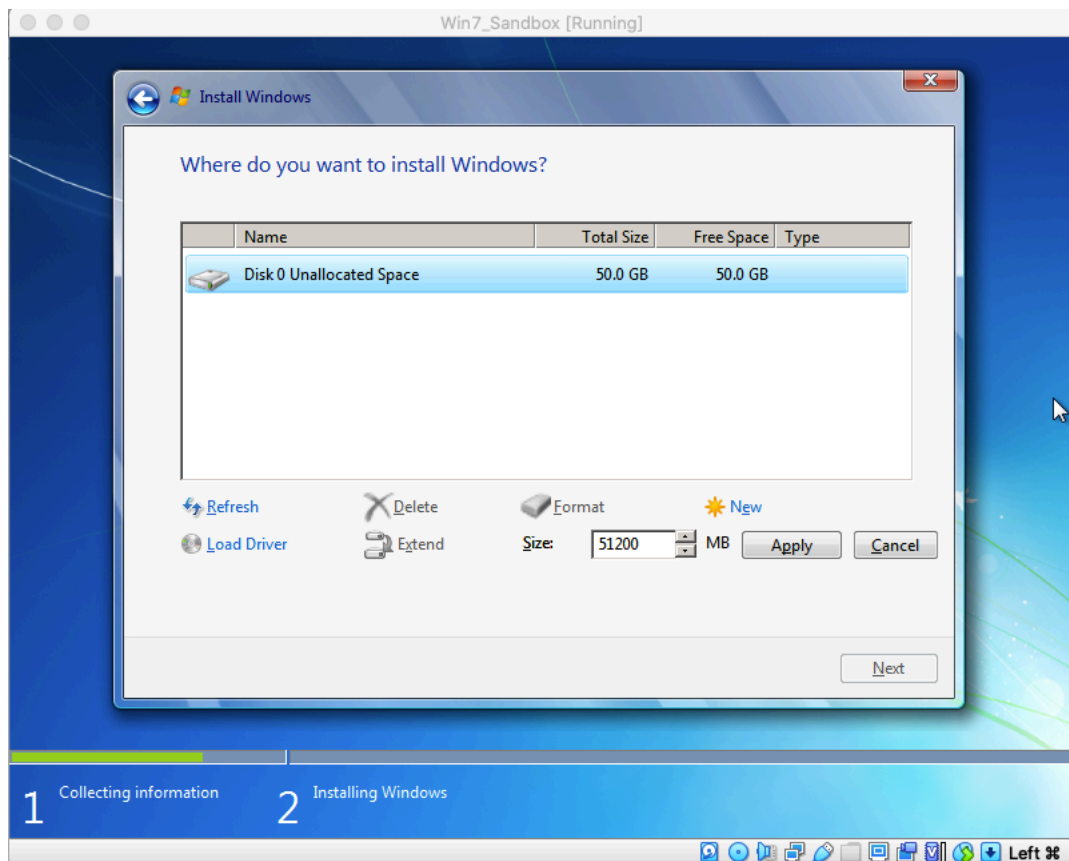 Win7_Sandbox [Running]
Install Windows
Where do you want to install Windows?
Name Total Size Free Space Type
Disk 0 Unallocated Space 50.0 GB 50.0 GB
Refresh Delete Format New
Load Driver Extend Size: 51200 MB Apply Cancel
Next
1 Collecting information 2 Installing Windows
Left ⌘